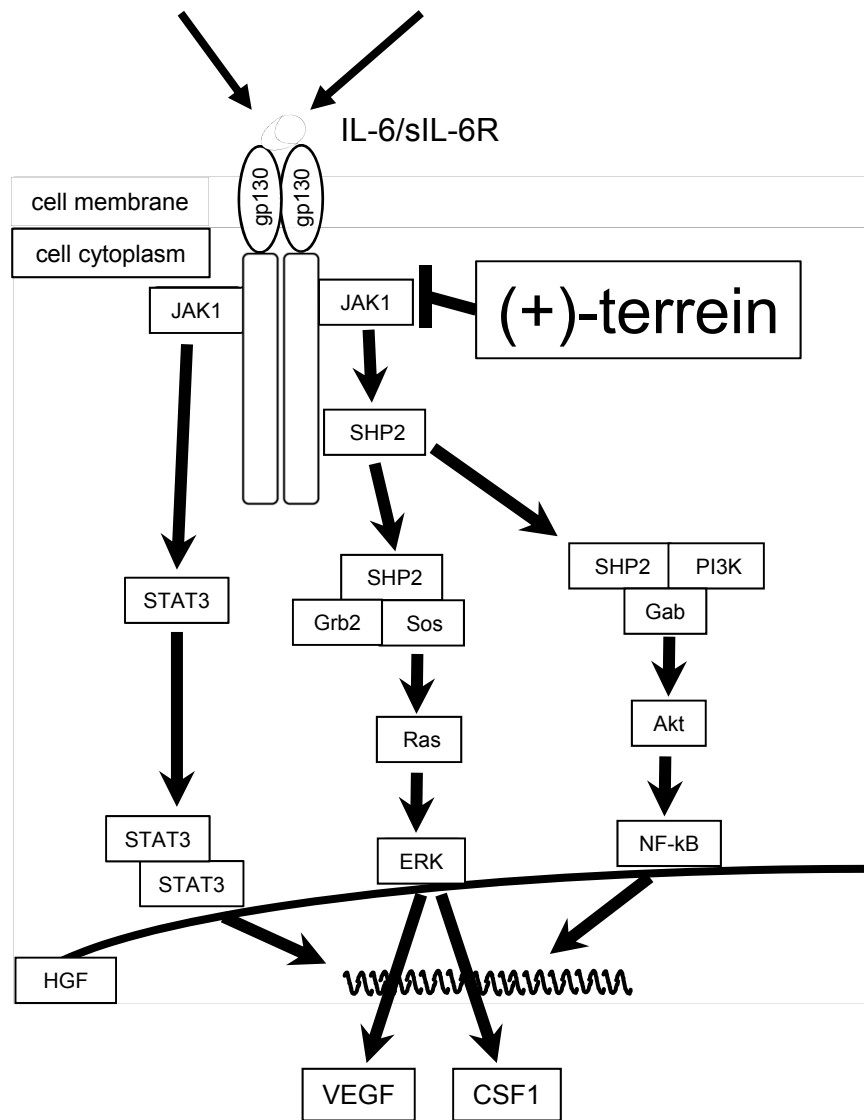 IL-6/sIL-6R
gp130
gp130
cell membrane
cell cytoplasm
JAK1
JAK1
(+)-terrein
SHP2
SHP2
SHP2
PI3K
STAT3
Grb2
Sos
Gab
Ras
Akt
STAT3
STAT3
ERK
NF-kB
HGF
VEGF
CSF1